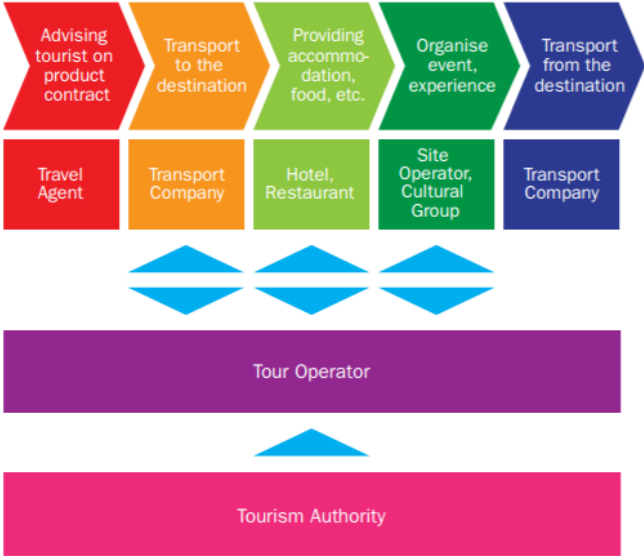 Advising
tourist on
product
contract
Transport
to the
destination
Providing
accommo-
dation,
food, etc.
Organise
event,
experience
Transport
from the
destination
Travel
Agent
Transport
Company
Hotel,
Restaurant
Site
Operator,
Cultural
Group
Transport
Company
Tour Operator
Tourism Authority